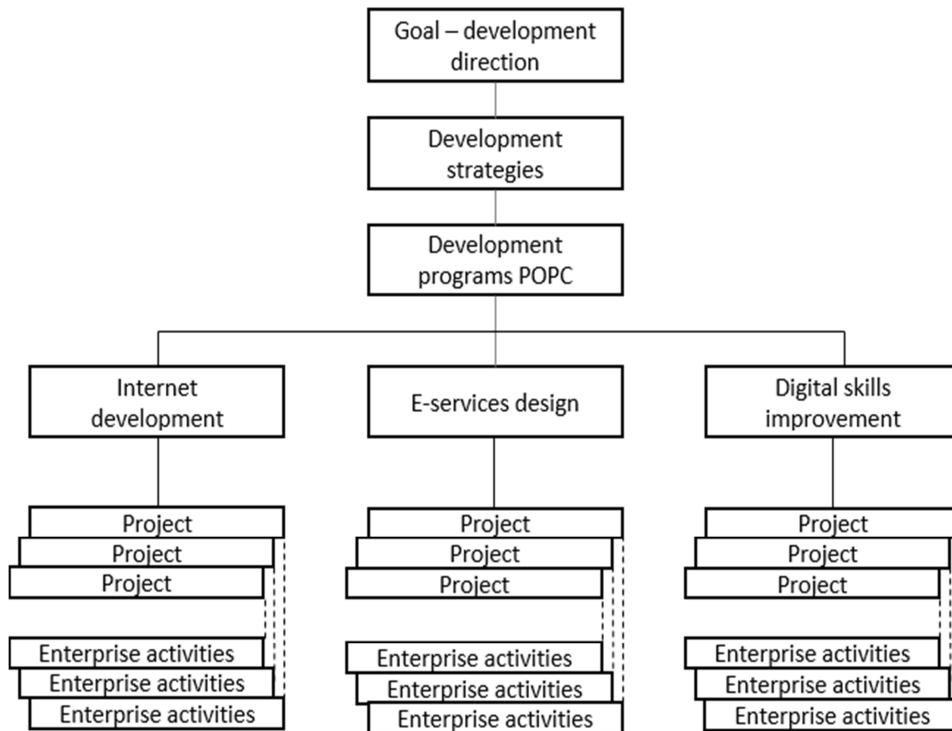 Goal – development
direction
Development
strategies
Development
programs POPC
Internet
development
E-services design
Digital skills
improvement
Project
Project
Project
Project
Project
Project
Project
Project
Project
Enterprise activities
Enterprise activities
Enterprise activities
Enterprise activities
Enterprise activities
Enterprise activities
Enterprise activities
Enterprise activities
Enterprise activities